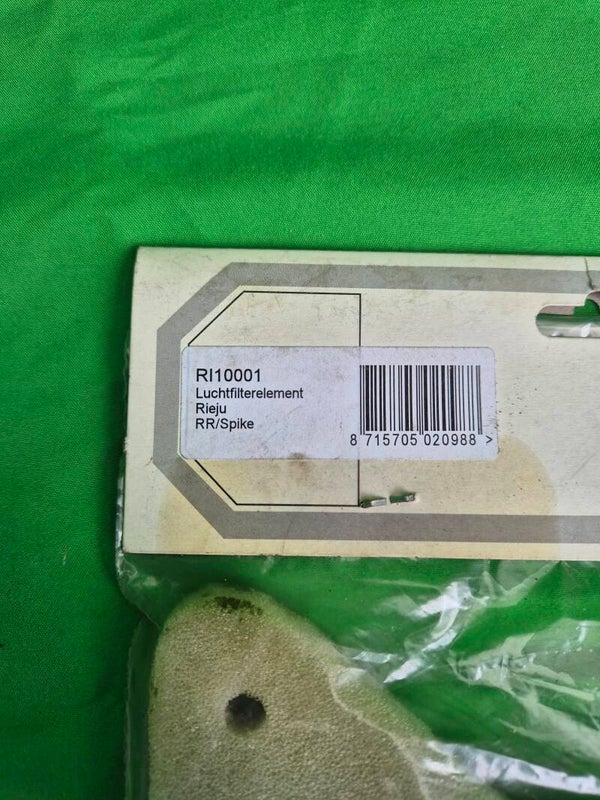 RI10001
Luchtfilterelement
Rieju
RR/Spike
8 715705 020988 >